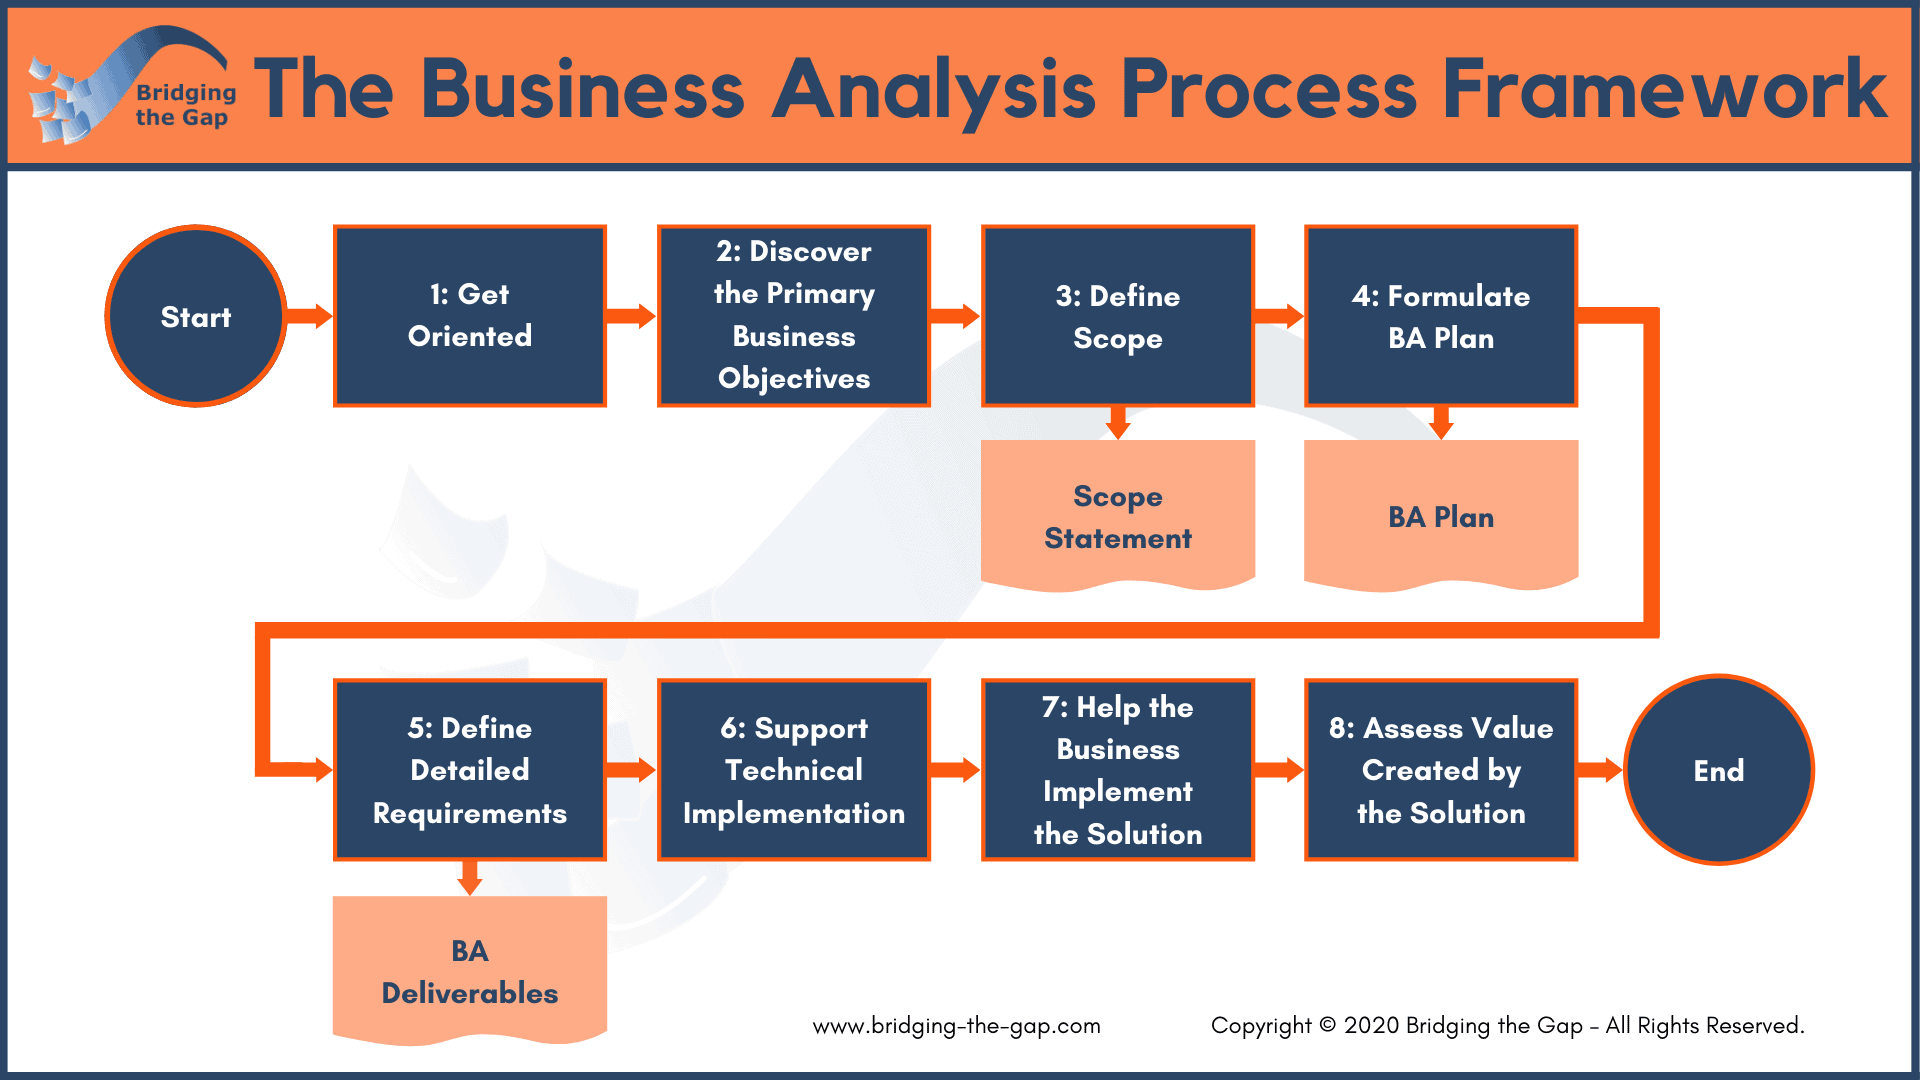 Bridging
the Gap
The Business Analysis Process Framework
Start
1: Get
Oriented
2: Discover
the Primary
Business
Objectives
3: Define
Scope
4: Formulate
BA Plan
Scope
Statement
BA Plan
5: Define
Detailed
Requirements
6: Support
Technical
Implementation
7: Help the
Business
Implement
the Solution
8: Assess Value
Created by
the Solution
End
BA
Deliverables
www.bridging-the-gap.com
Copyright © 2020 Bridging the Gap - All Rights Reserved.